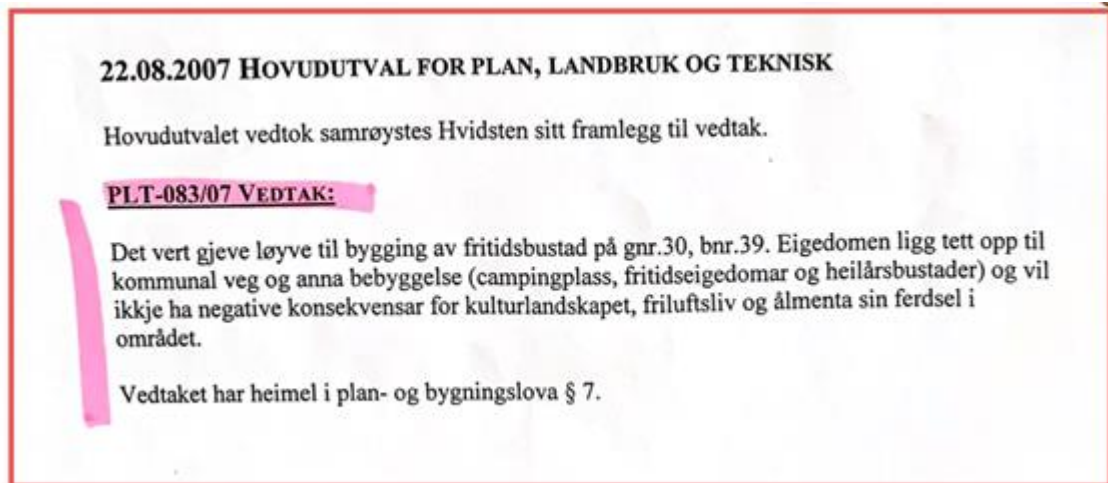 22.08.2007 HOVUDUTVAL FOR PLAN, LANDBRUK OG TEKNISK
Hovudutvalet vedtok samrøystes Hvidsten sitt framlegg til vedtak.
PLT-083/07 VEDTAK:
Det vert gjeve løyve til bygging av fritidsbustad på gnr.30, bnr.39. Eigedomen ligg tett opp til
kommunal veg og anna bebyggelse (campingplass, fritidseigedomar og heilårsbustader) og vil
ikkje ha negative konsekvensar for kulturlandskapet, friluftsliv og ålmenta sin ferdsel i
området.
Vedtaket har heimel i plan- og bygningslova § 7.